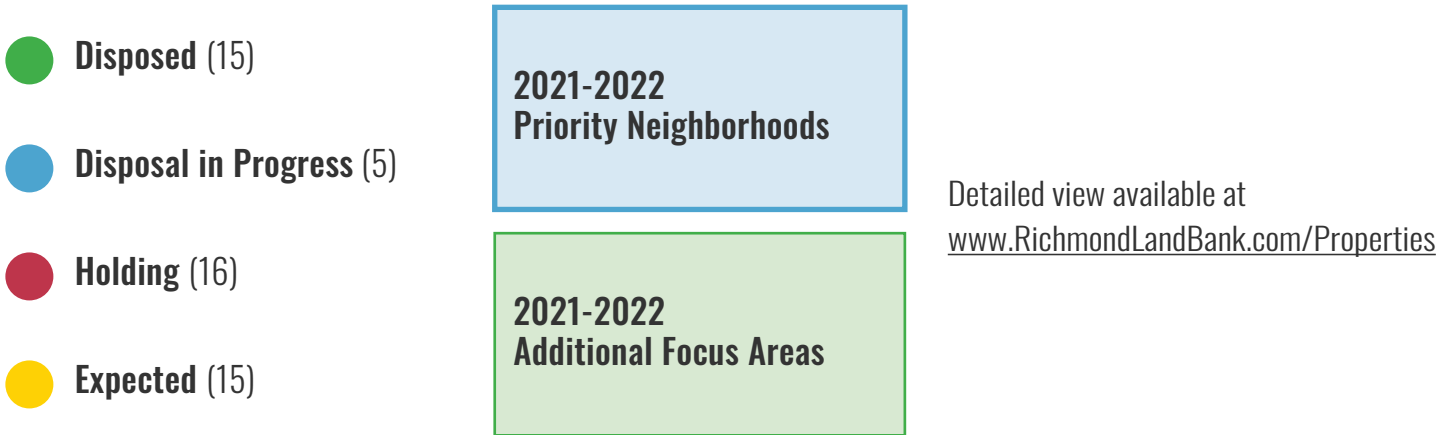 Disposed (15)
Disposal in Progress (5)
Holding (16)
Expected (15)
2021-2022
Priority Neighborhoods
2021-2022
Additional Focus Areas
Detailed view available at
www.RichmondLandBank.com/Properties